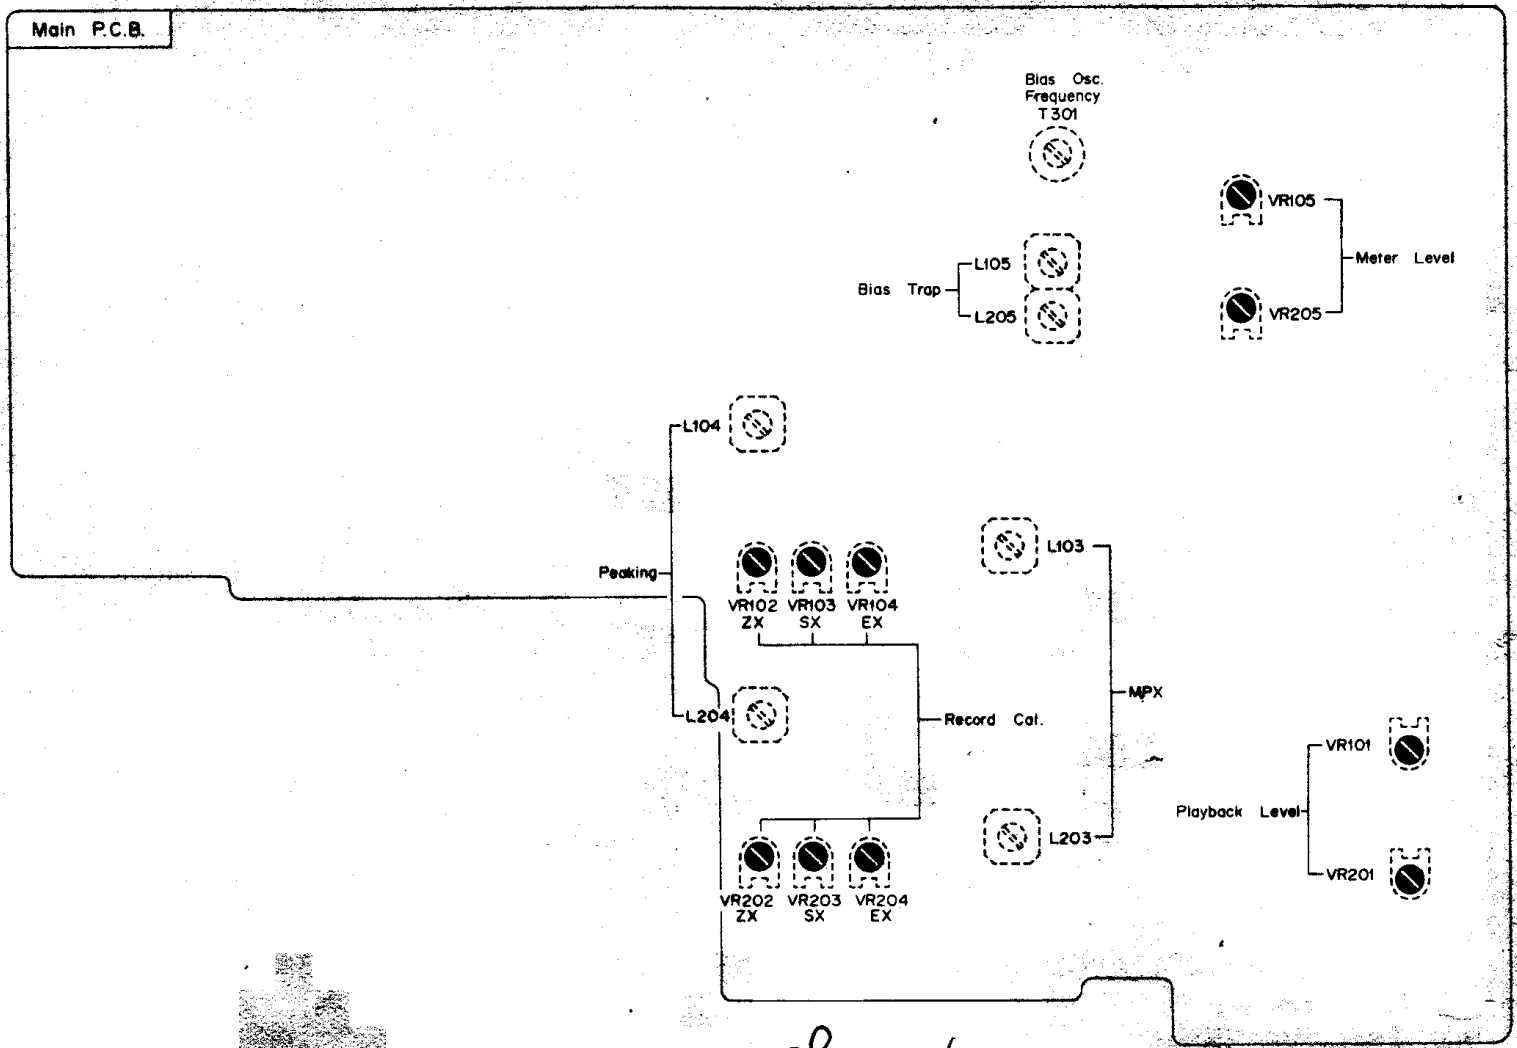 Main P.C.B.
Bias Osc.
Frequency
T301
VR105
Meter Level
VR205
L105
Bias Trap
L205
L104
Peaking
L204
VR102 VR103 VR104
ZX SX EX
L103
MPX
L203
Record Cal.
VR101
Playback Level
VR201
VR202 VR203 VR204
ZX SX EX